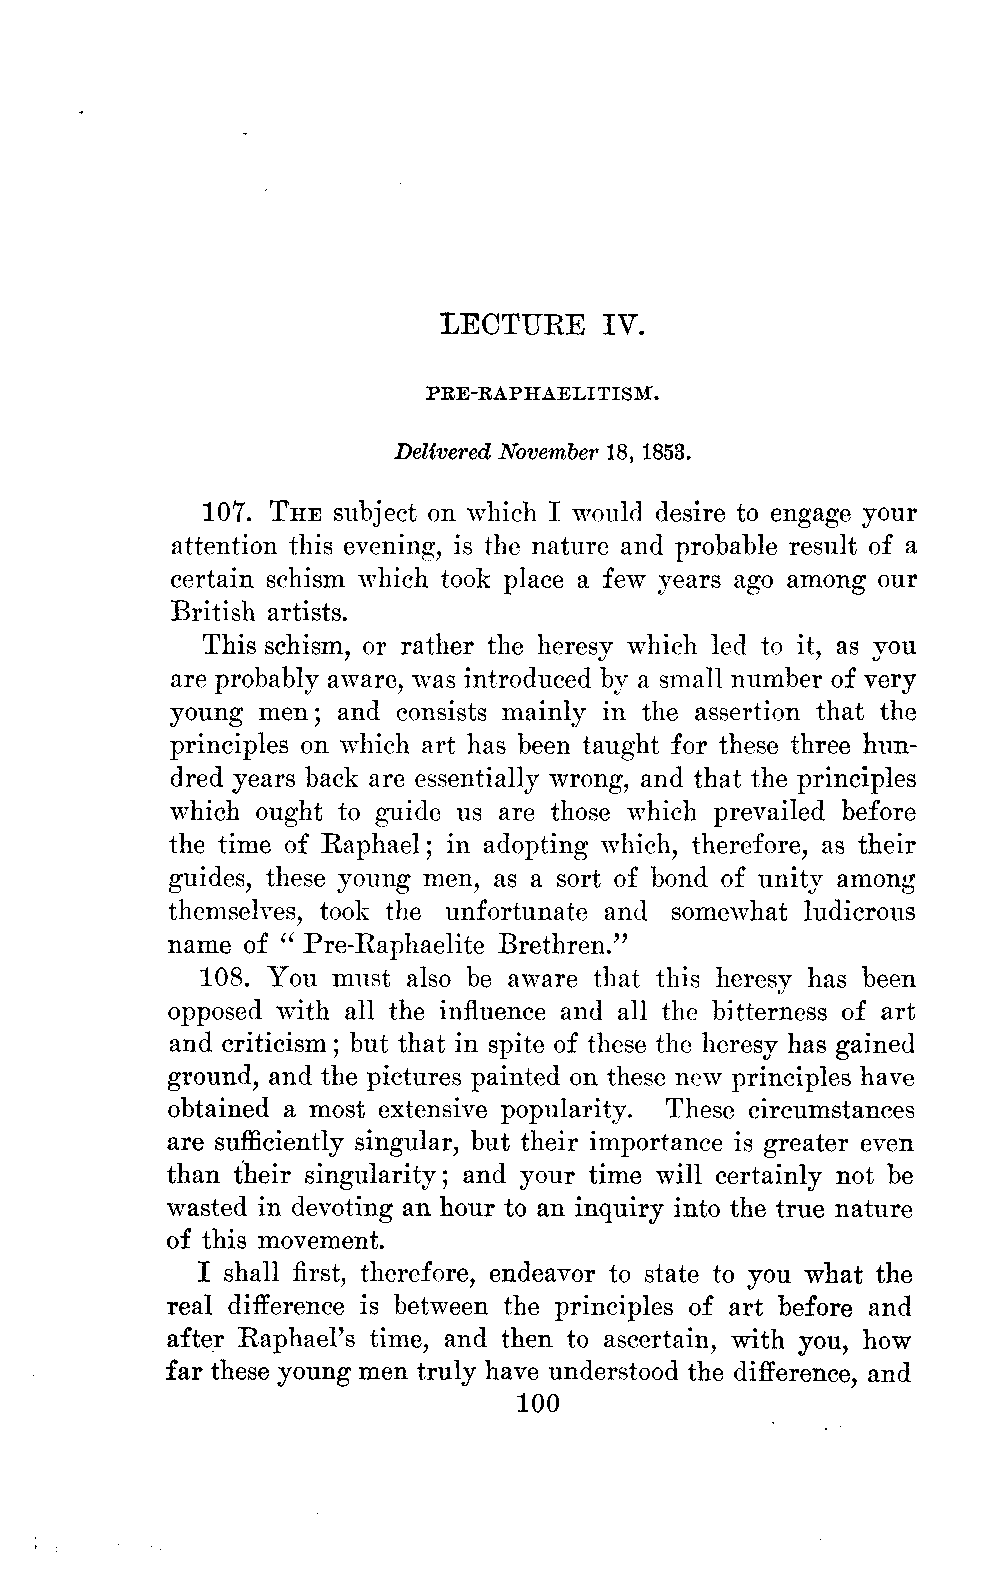 LECTURE IV.
PRE-RAPHAELITISM.
Delivered November 18, 1853.
107. THE subject on which I would desire to engage your
attention this evening, is the nature and probable result of a
certain schism which took place a few years ago among our
British artists.
This schism, or rather the heresy which led to it, as you
are probably aware, was introduced by a small number of very
young men; and consists mainly in the assertion that the
principles on which art has been taught for these three hun-
dred years back are essentially wrong, and that the principles
which ought to guide us are those which prevailed before
the time of Raphael; in adopting which, therefore, as their
guides, these young men, as a sort of bond of unity among
themselves, took the unfortunate and somewhat ludicrous
name of “ Pre-Raphaelite Brethren.”
108. You must also be aware that this heresy has been
opposed with all the influence and all the bitterness of art
and criticism; but that in spite of these the heresy has gained
ground, and the pictures painted on these new principles have
obtained a most extensive popularity. These circumstances
are sufficiently singular, but their importance is greater even
than their singularity; and your time will certainly not be
wasted in devoting an hour to an inquiry into the true nature
of this movement.
I shall first, therefore, endeavor to state to you what the
real difference is between the principles of art before and
after Raphael's time, and then to ascertain, with you, how
far these young men truly have understood the difference, and
100